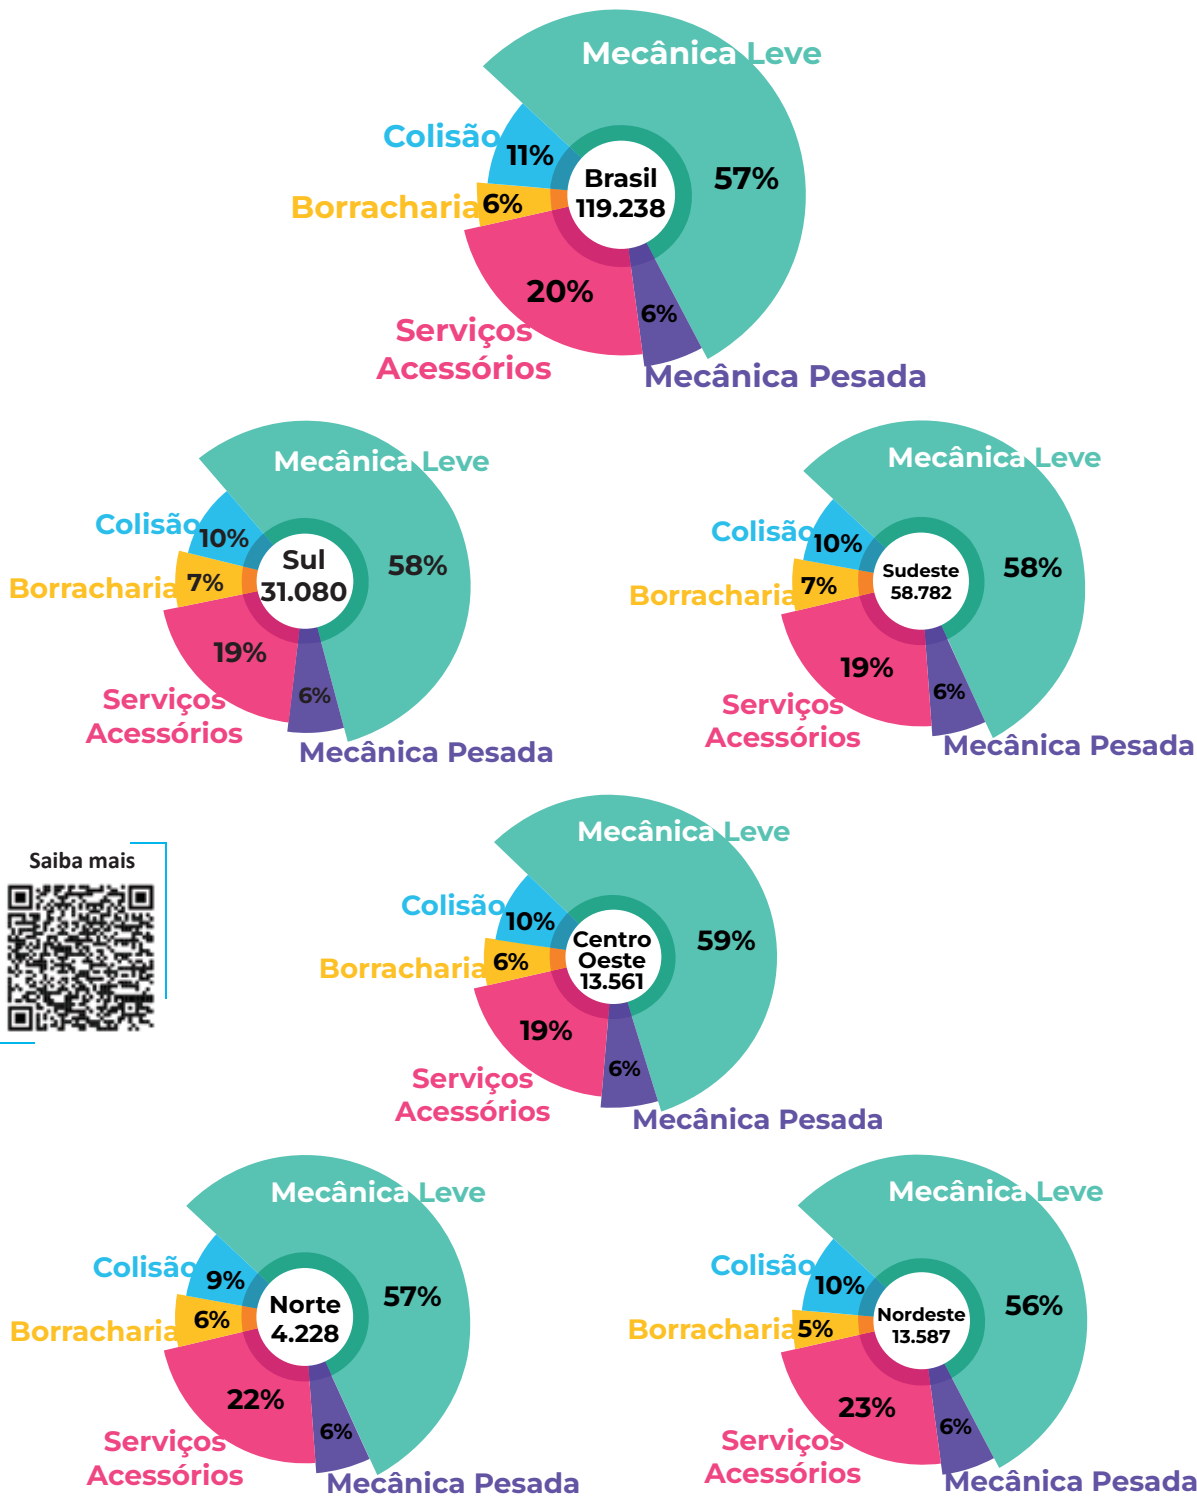 Mecânica Leve
Colisão
11%
57%
Brasil
119.238
Borracharia
6%
20%
6%
Serviços
Acessórios
Mecânica Pesada
Mecânica Leve
Colisão
10%
58%
Sul
31.080
Borracharia
7%
19%
6%
Serviços
Acessórios
Mecânica Pesada
Mecânica Leve
Colisão
10%
58%
Sudeste
58.782
Borracharia
7%
19%
6%
Serviços
Acessórios
Mecânica Pesada
Saiba mais
Mecânica Leve
Colisão
10%
59%
Centro
Oeste
13.561
Borracharia
6%
19%
6%
Serviços
Acessórios
Mecânica Pesada
Mecânica Leve
Colisão
9%
57%
Norte
4.228
Borracharia
6%
22%
6%
Serviços
Acessórios
Mecânica Pesada
Mecânica Leve
Colisão
10%
56%
Nordeste
13.587
Borracharia
5%
23%
6%
Serviços
Acessórios
Mecânica Pesada